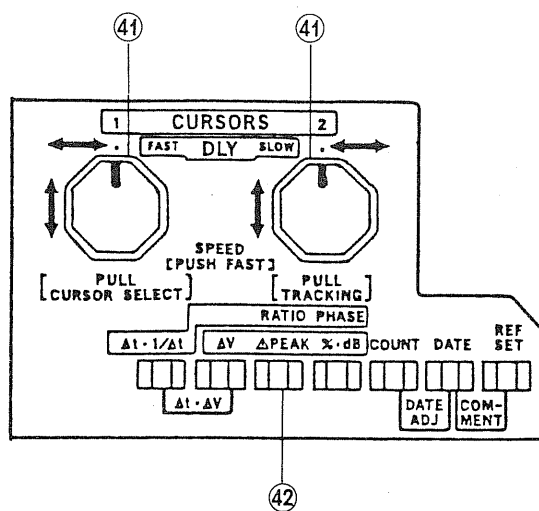 41 41
1 CURSORS 2
FAST DLY SLOW
SPEED
[PUSH FAST]
[PULL CURSOR SELECT]
[PULL TRACKING]
RATIO PHASE
Δt・1/Δt ΔV ΔPEAK %・dB COUNT DATE REF SET
Δt・ΔV
DATE ADJ
COM-MENT
42